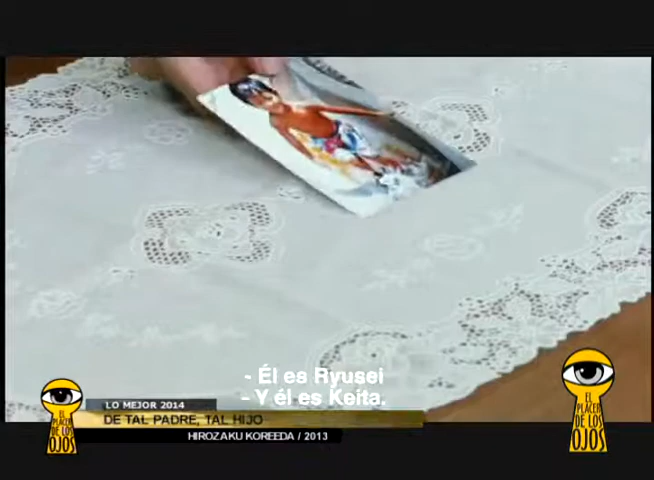 - Él es Ryusei
- Y él es Keita.
LO MEJOR 2014
DE TAL PADRE, TAL HIJO
HIROZAKU KOREEDA / 2013
EL PLACER DE LOS OJOS
EL PLACER DE LOS OJOS